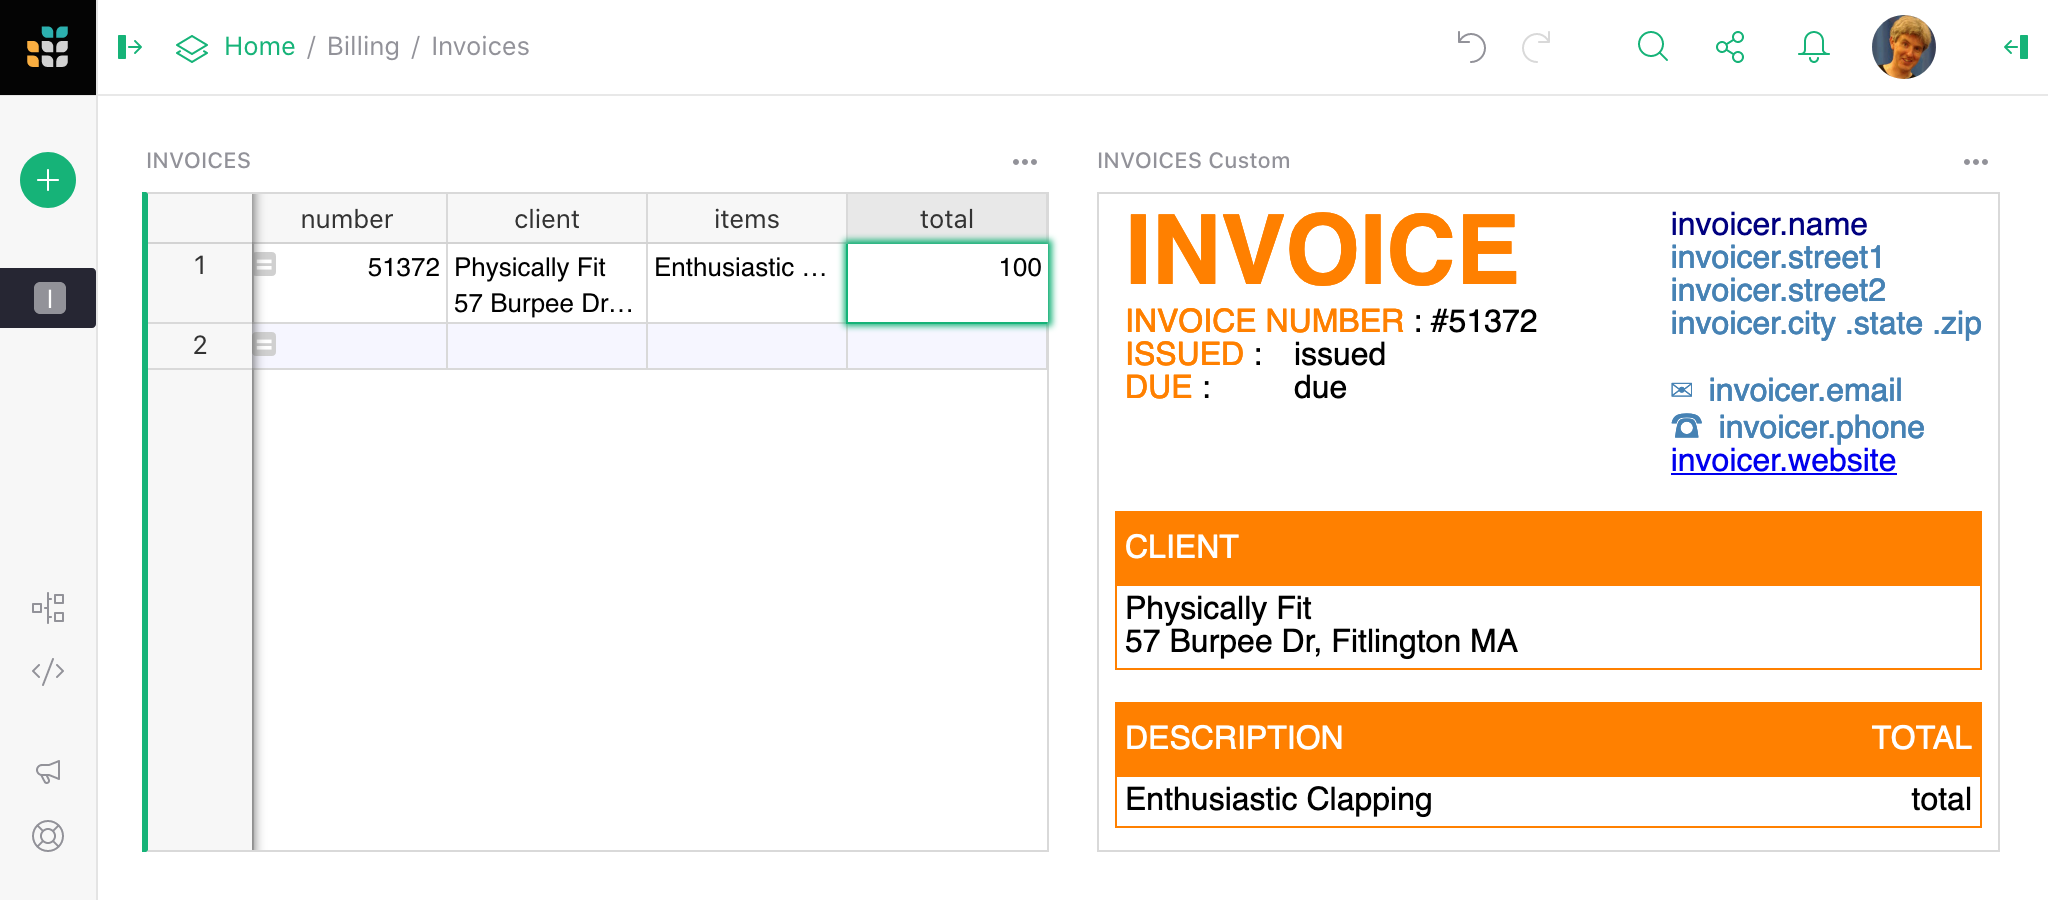 Home / Billing / Invoices
I
INVOICES
number client items total
1 51372 Physically Fit Enthusiastic … 100
57 Burpee Dr…
2
INVOICES Custom
INVOICE
INVOICE NUMBER : #51372
ISSUED : issued
DUE : due
invoicer.name
invoicer.street1
invoicer.street2
invoicer.city .state .zip
✉ invoicer.email
☎ invoicer.phone
invoicer.website
CLIENT
Physically Fit
57 Burpee Dr, Fitlington MA
DESCRIPTION TOTAL
Enthusiastic Clapping total